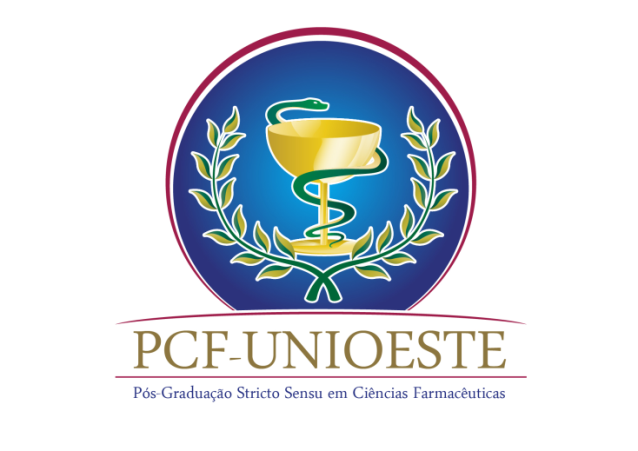 PCF-UNIOESTE
Pós-Graduação Stricto Sensu em Ciências Farmacêuticas